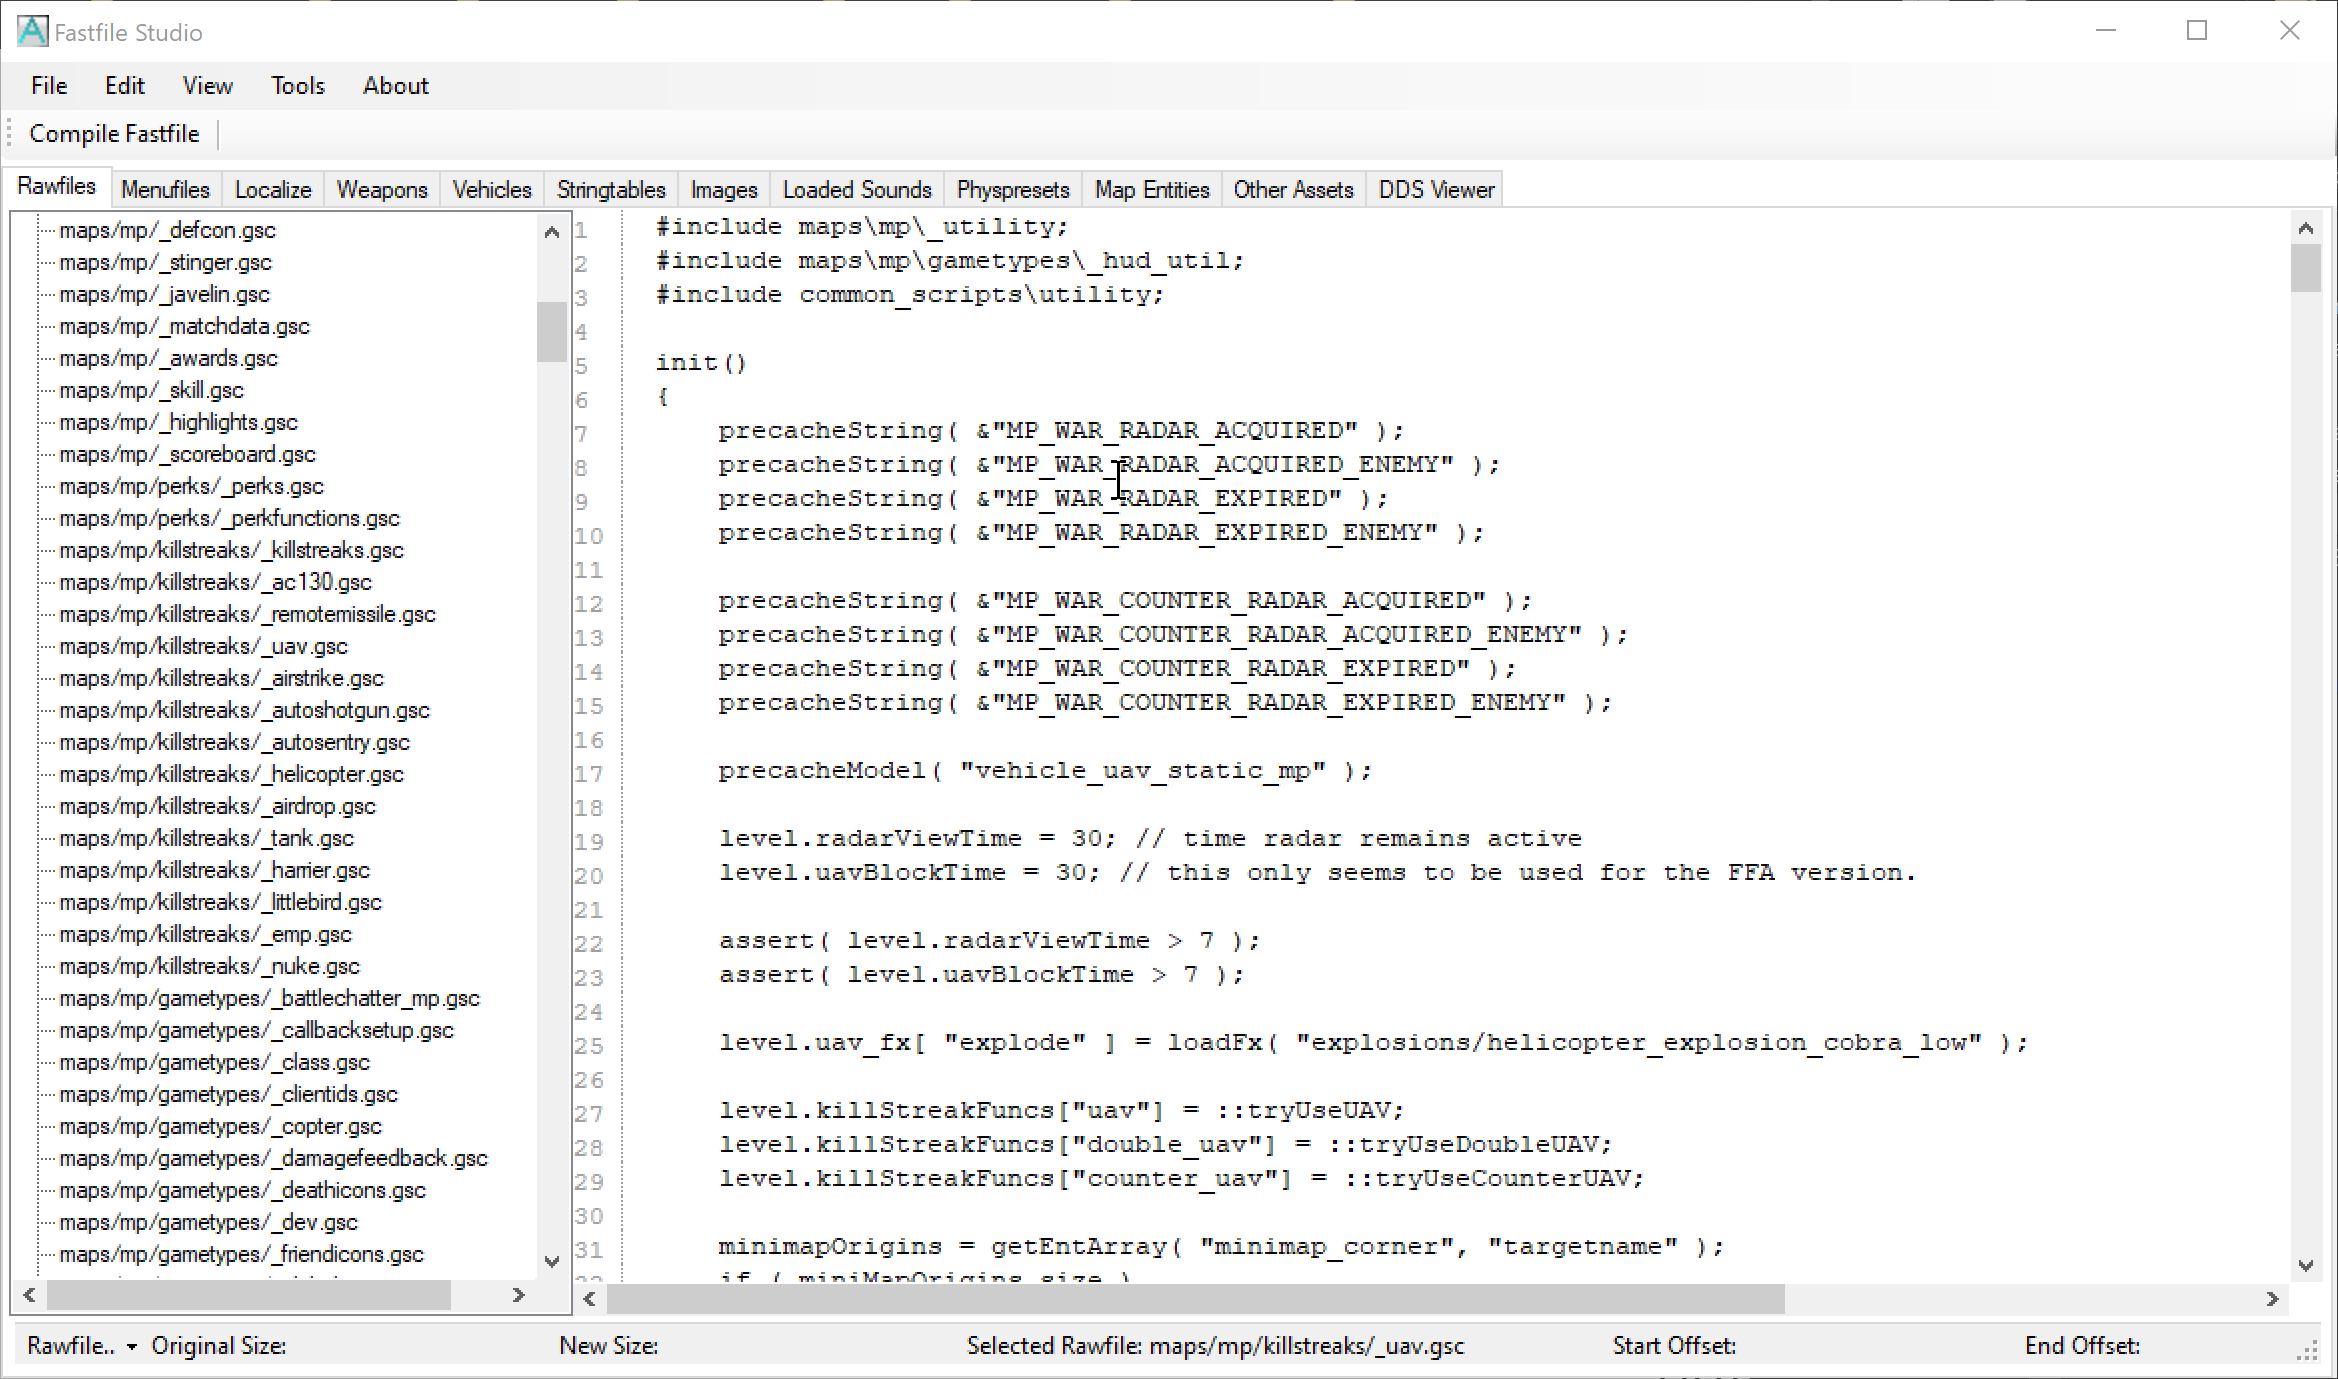 Fastfile Studio
File Edit View Tools About
Compile Fastfile
Rawfiles Menufiles Localize Weapons Vehicles Stringtables Images Loaded Sounds Physpresets Map Entities Other Assets DDS Viewer
maps/mp/_defcon.gsc
maps/mp/_stinger.gsc
maps/mp/_javelin.gsc
maps/mp/_matchdata.gsc
maps/mp/_awards.gsc
maps/mp/_skill.gsc
maps/mp/_highlights.gsc
maps/mp/_scoreboard.gsc
maps/mp/perks/_perks.gsc
maps/mp/perks/_perkfunctions.gsc
maps/mp/killstreaks/_killstreaks.gsc
maps/mp/killstreaks/_ac130.gsc
maps/mp/killstreaks/_remotemissile.gsc
maps/mp/killstreaks/_uav.gsc
maps/mp/killstreaks/_airstrike.gsc
maps/mp/killstreaks/_autoshotgun.gsc
maps/mp/killstreaks/_autosentry.gsc
maps/mp/killstreaks/_helicopter.gsc
maps/mp/killstreaks/_airdrop.gsc
maps/mp/killstreaks/_tank.gsc
maps/mp/killstreaks/_harrier.gsc
maps/mp/killstreaks/_littlebird.gsc
maps/mp/killstreaks/_emp.gsc
maps/mp/killstreaks/_nuke.gsc
maps/mp/gametypes/_battlechatter_mp.gsc
maps/mp/gametypes/_callbacksetup.gsc
maps/mp/gametypes/_class.gsc
maps/mp/gametypes/_clientids.gsc
maps/mp/gametypes/_copter.gsc
maps/mp/gametypes/_damagefeedback.gsc
maps/mp/gametypes/_deathicons.gsc
maps/mp/gametypes/_dev.gsc
maps/mp/gametypes/_friendicons.gsc
1 #include maps\mp\_utility;
2 #include maps\mp\gametypes\_hud_util;
3 #include common_scripts\utility;
4
5 init()
6 {
7 precacheString( &"MP_WAR_RADAR_ACQUIRED" );
8 precacheString( &"MP_WAR_RADAR_ACQUIRED_ENEMY" );
9 precacheString( &"MP_WAR_RADAR_EXPIRED" );
10 precacheString( &"MP_WAR_RADAR_EXPIRED_ENEMY" );
11
12 precacheString( &"MP_WAR_COUNTER_RADAR_ACQUIRED" );
13 precacheString( &"MP_WAR_COUNTER_RADAR_ACQUIRED_ENEMY" );
14 precacheString( &"MP_WAR_COUNTER_RADAR_EXPIRED" );
15 precacheString( &"MP_WAR_COUNTER_RADAR_EXPIRED_ENEMY" );
16
17 precacheModel( "vehicle_uav_static_mp" );
18
19 level.radarViewTime = 30; // time radar remains active
20 level.uavBlockTime = 30; // this only seems to be used for the FFA version.
21
22 assert( level.radarViewTime > 7 );
23 assert( level.uavBlockTime > 7 );
24
25 level.uav_fx[ "explode" ] = loadFx( "explosions/helicopter_explosion_cobra_low" );
26
27 level.killStreakFuncs["uav"] = ::tryUseUAV;
28 level.killStreakFuncs["double_uav"] = ::tryUseDoubleUAV;
29 level.killStreakFuncs["counter_uav"] = ::tryUseCounterUAV;
30
31 minimapOrigins = getEntArray( "minimap_corner", "targetname" );
if ( miniMapOrigins.size )
Rawfile.. Original Size: New Size: Selected Rawfile: maps/mp/killstreaks/_uav.gsc Start Offset: End Offset: